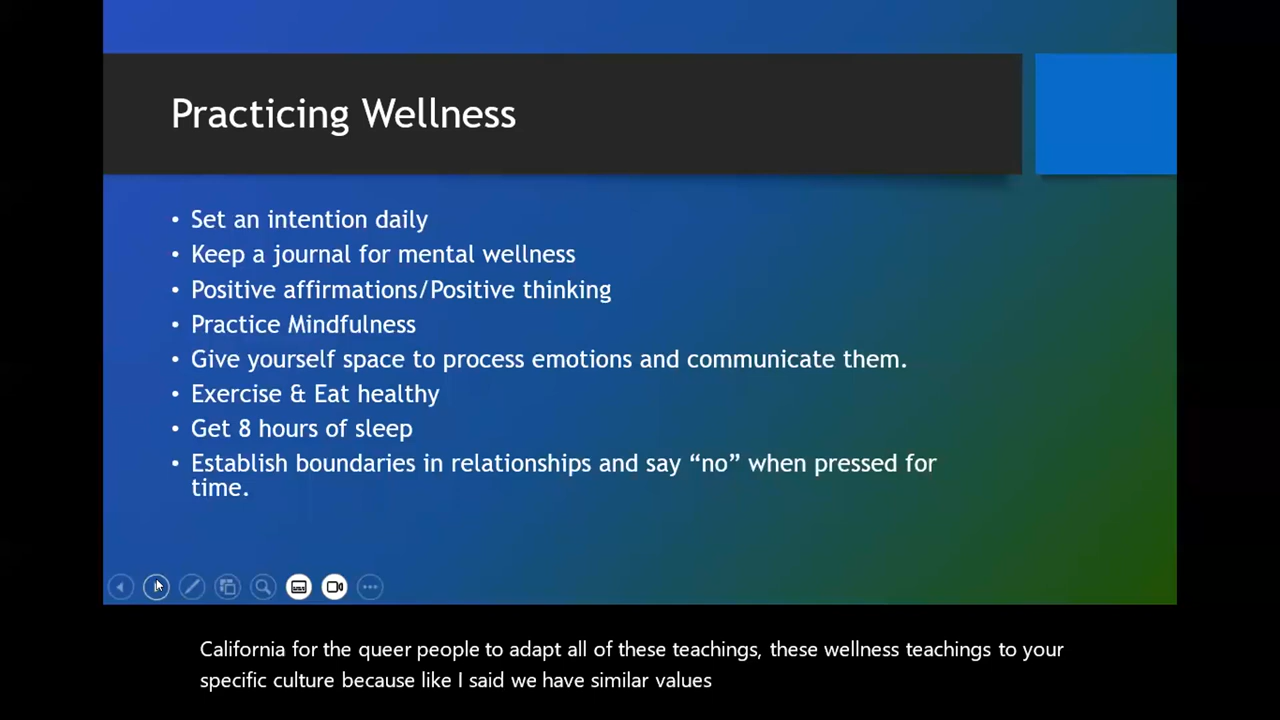 Practicing Wellness
• Set an intention daily
• Keep a journal for mental wellness
• Positive affirmations/Positive thinking
• Practice Mindfulness
• Give yourself space to process emotions and communicate them.
• Exercise & Eat healthy
• Get 8 hours of sleep
• Establish boundaries in relationships and say “no” when pressed for
time.
California for the queer people to adapt all of these teachings, these wellness teachings to your
specific culture because like I said we have similar values